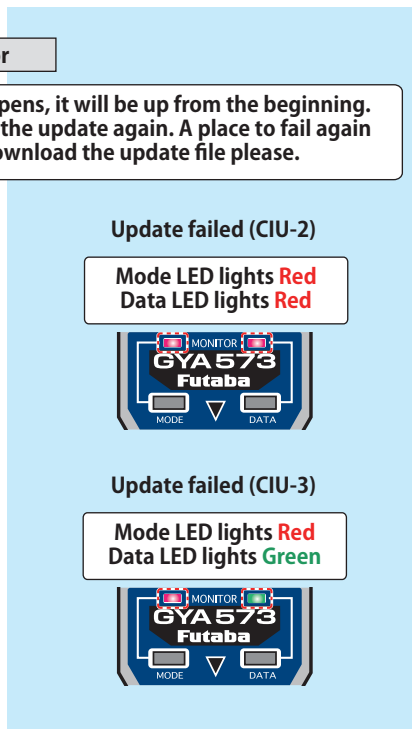 r
pens, it will be up from the beginning.
the update again. A place to fail again
ownload the update file please.
Update failed (CIU-2)
Mode LED lights Red
Data LED lights Red
MONITOR
GYA573
Futaba
MODE DATA
Update failed (CIU-3)
Mode LED lights Red
Data LED lights Green
MONITOR
GYA573
Futaba
MODE DATA